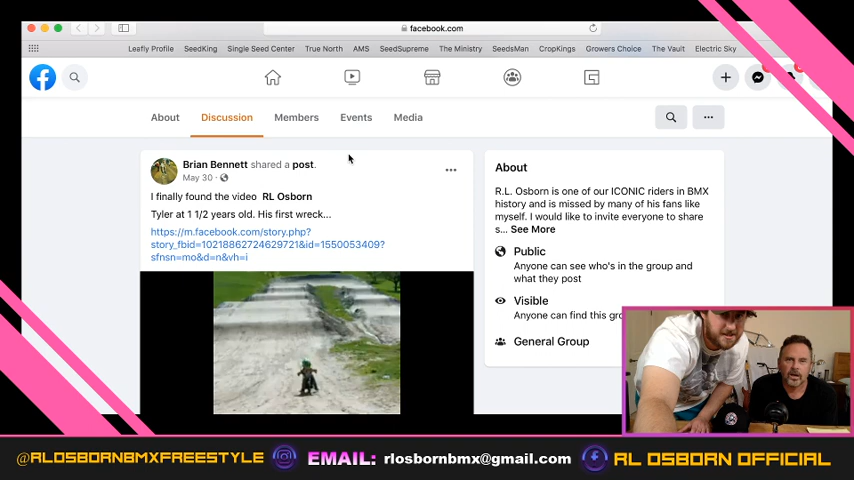 facebook.com
Leafly Profile SeedKing Single Seed Center True North AMS SeedSupreme The Ministry SeedsMan CropKings Growers Choice The Vault Electric Sky
About Discussion Members Events Media
Brian Bennett shared a post.
May 30 ·
I finally found the video RL Osborn
Tyler at 1 1/2 years old. His first wreck...
https://m.facebook.com/story.php?
story_fbid=10218862724629721&id=1550053409?
sfnsn=mo&d=n&vh=i
About
R.L. Osborn is one of our ICONIC riders in BMX
history and is missed by many of his fans like
myself. I would like to invite everyone to share
s... See More
Public
Anyone can see who's in the group and
what they post
Visible
Anyone can find this gro
General Group
@RLOSBORNBMXFREESTYLE EMAIL: rlosbornbmx@gmail.com RL OSBORN OFFICIAL